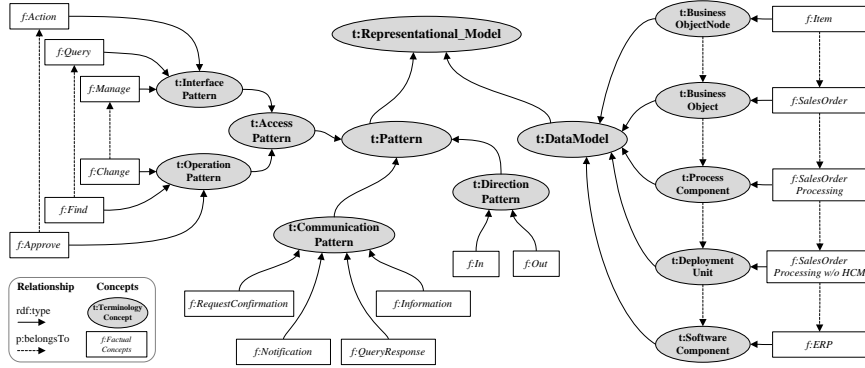 f:Action
f:Query
f:Manage
f:Change
f:Find
f:Approve
t:Interface
Pattern
t:Operation
Pattern
t:Access
Pattern
t:Representational_Model
t:Pattern
t:Direction
Pattern
f:In
f:Out
t:Communication
Pattern
f:RequestConfirmation
f:Information
f:Notification
f:QueryResponse
t:DataModel
t:Business
ObjectNode
f:Item
t:Business
Object
f:SalesOrder
t:Process
Component
f:SalesOrder
Processing
t:Deployment
Unit
f:SalesOrder
Processing w/o HCM
t:Software
Component
f:ERP
Relationship
Concepts
rdf:type
t:Terminology
Concept
p:belongsTo
f:Factual
Concepts